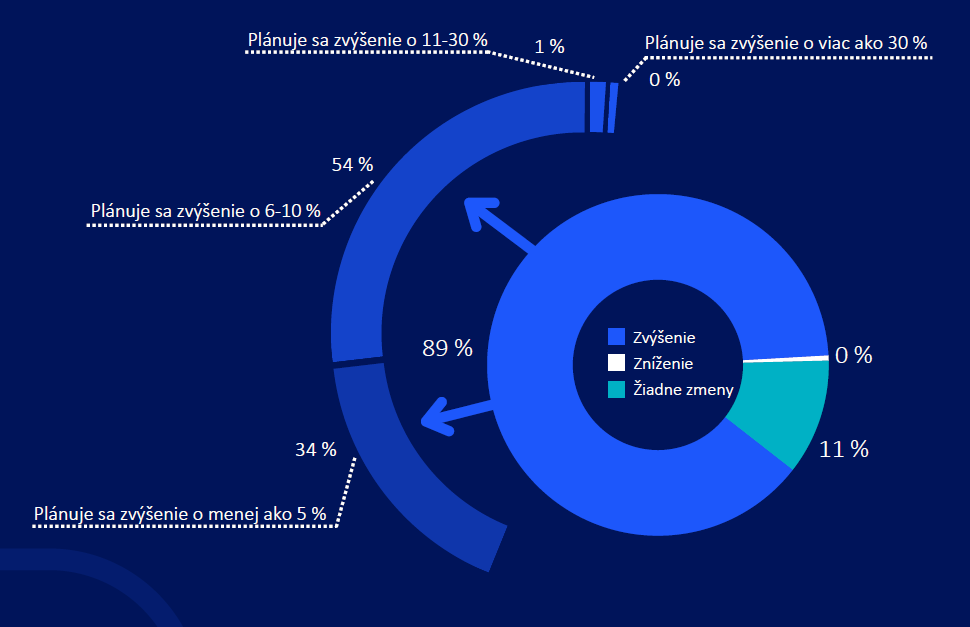 Plánuje sa zvýšenie o 11-30 %
1 %
Plánuje sa zvýšenie o viac ako 30 %
0 %
54 %
Plánuje sa zvýšenie o 6-10 %
89 %
Zvýšenie
Zníženie
Žiadne zmeny
0 %
11 %
34 %
Plánuje sa zvýšenie o menej ako 5 %